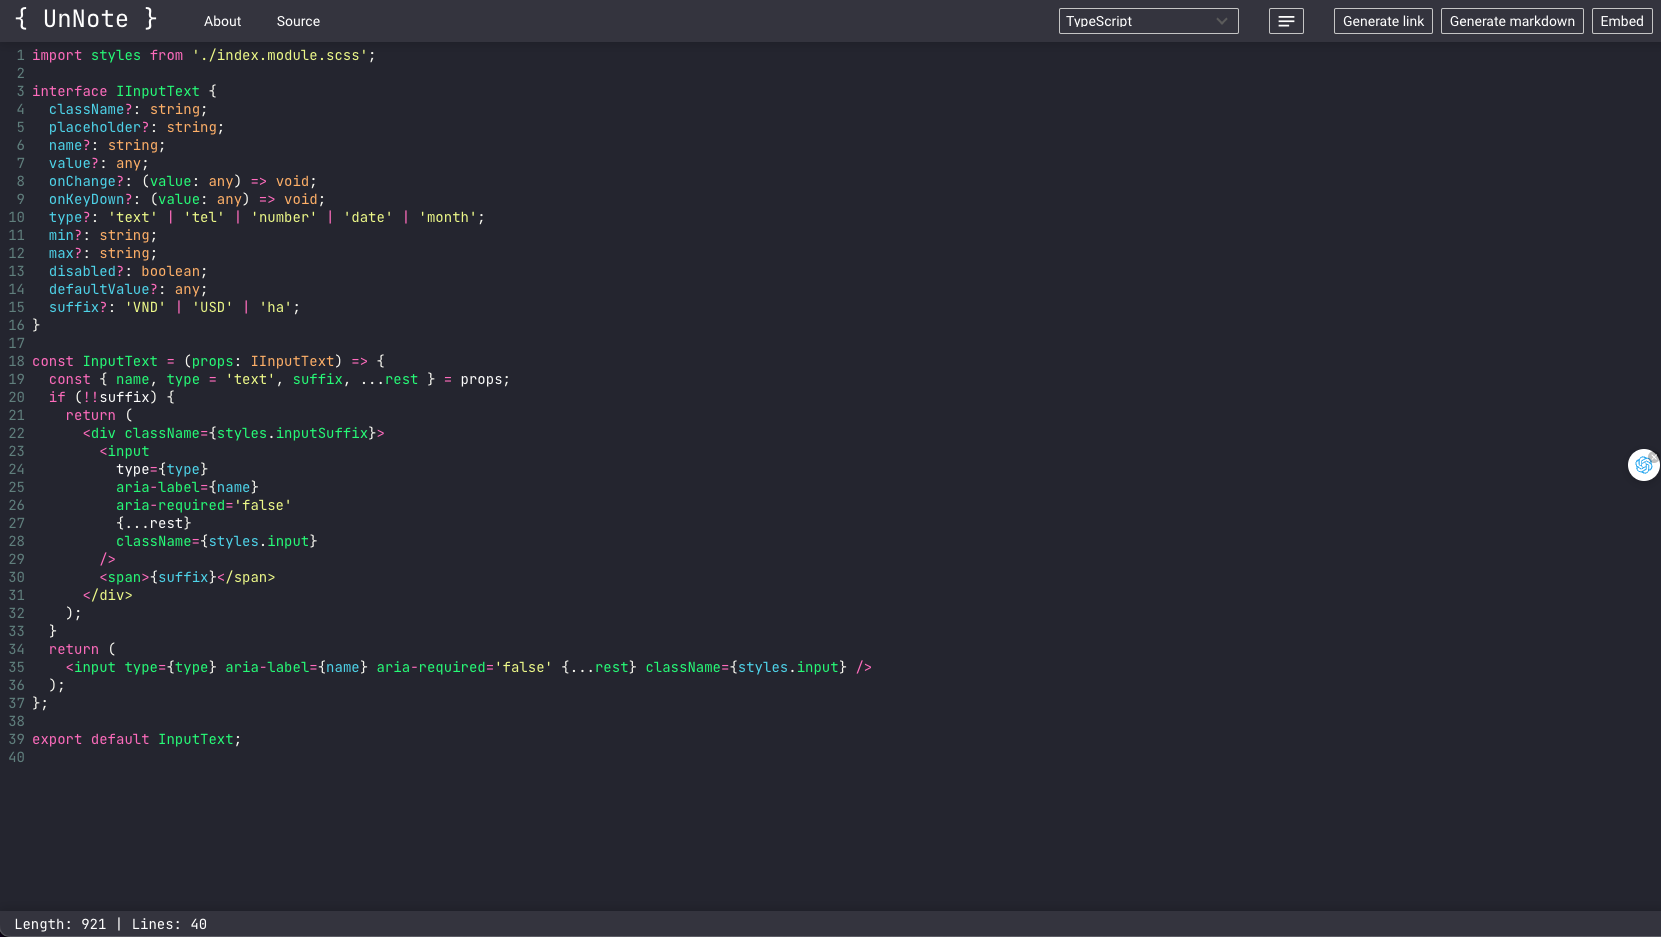 { UnNote } About Source TypeScript Generate link Generate markdown Embed
1 import styles from './index.module.scss';
2
3 interface IInputText {
4   className?: string;
5   placeholder?: string;
6   name?: string;
7   value?: any;
8   onChange?: (value: any) => void;
9   onKeyDown?: (value: any) => void;
10   type?: 'text' | 'tel' | 'number' | 'date' | 'month';
11   min?: string;
12   max?: string;
13   disabled?: boolean;
14   defaultValue?: any;
15   suffix?: 'VND' | 'USD' | 'ha';
16 }
17
18 const InputText = (props: IInputText) => {
19   const { name, type = 'text', suffix, ...rest } = props;
20   if (!!suffix) {
21     return (
22       <div className={styles.inputSuffix}>
23         <input
24           type={type}
25           aria-label={name}
26           aria-required='false'
27           {...rest}
28           className={styles.input}
29         />
30         <span>{suffix}</span>
31       </div>
32     );
33   }
34   return (
35     <input type={type} aria-label={name} aria-required='false' {...rest} className={styles.input} />
36   );
37 };
38
39 export default InputText;
40
Length: 921 | Lines: 40